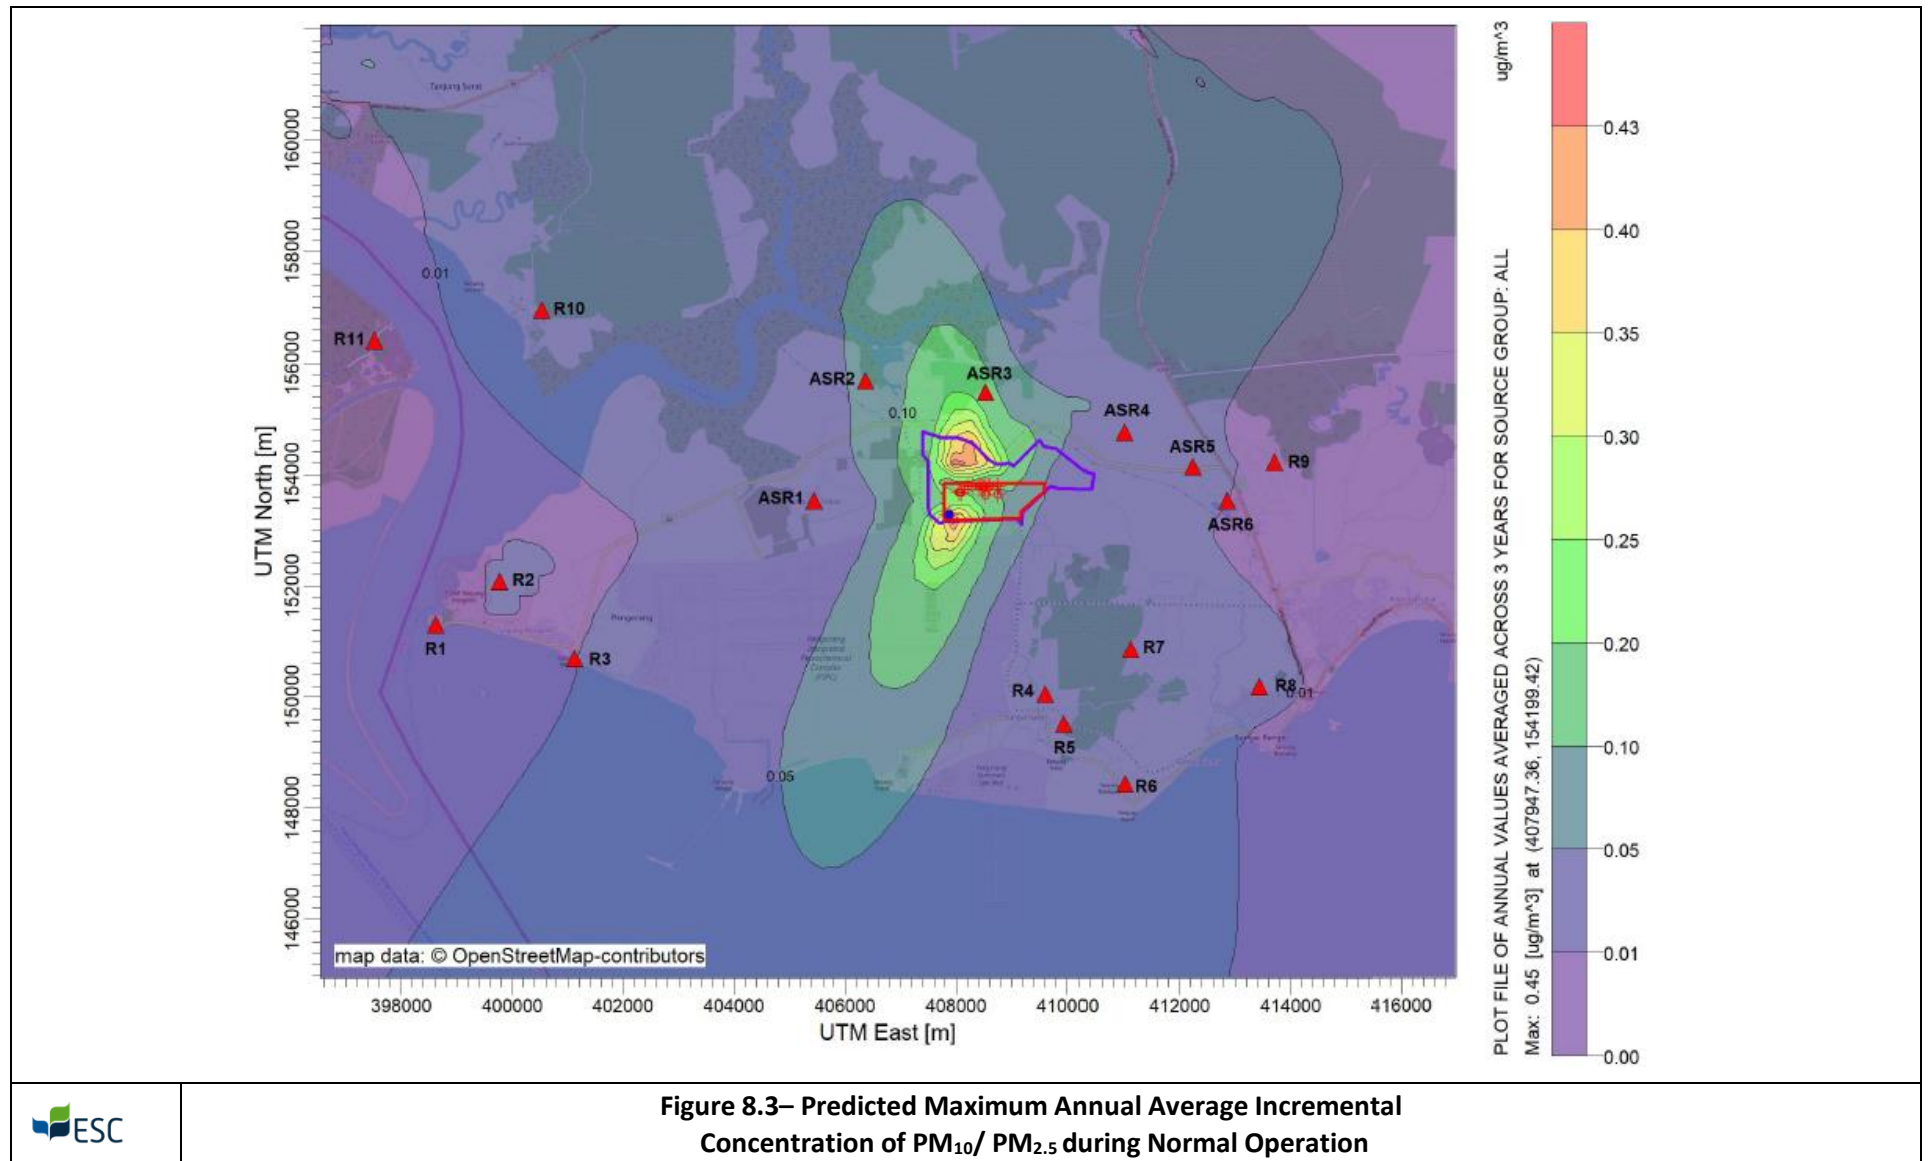 ug/m^3
PLOT FILE OF ANNUAL VALUES AVERAGED ACROSS 3 YEARS FOR SOURCE GROUP: ALL
Max: 0.45 [ug/m^3] at (407947.36, 154199.42)
0.43
0.40
0.35
0.30
0.25
0.20
0.10
0.05
0.01
0.00
UTM North [m]
160000
158000
156000
154000
152000
150000
148000
146000
Tanjung Surat
0.01
R10
R11
ASR2
ASR3
0.10
ASR4
ASR5
R9
ASR1
ASR6
R2
Pengerang
R1
R3
R7
R4
R8
0.01
R5
0.05
R6
map data: © OpenStreetMap-contributors
398000 400000 402000 404000 406000 408000 410000 412000 414000 416000
UTM East [m]
ESC
Figure 8.3– Predicted Maximum Annual Average Incremental
Concentration of PM10/ PM2.5 during Normal Operation